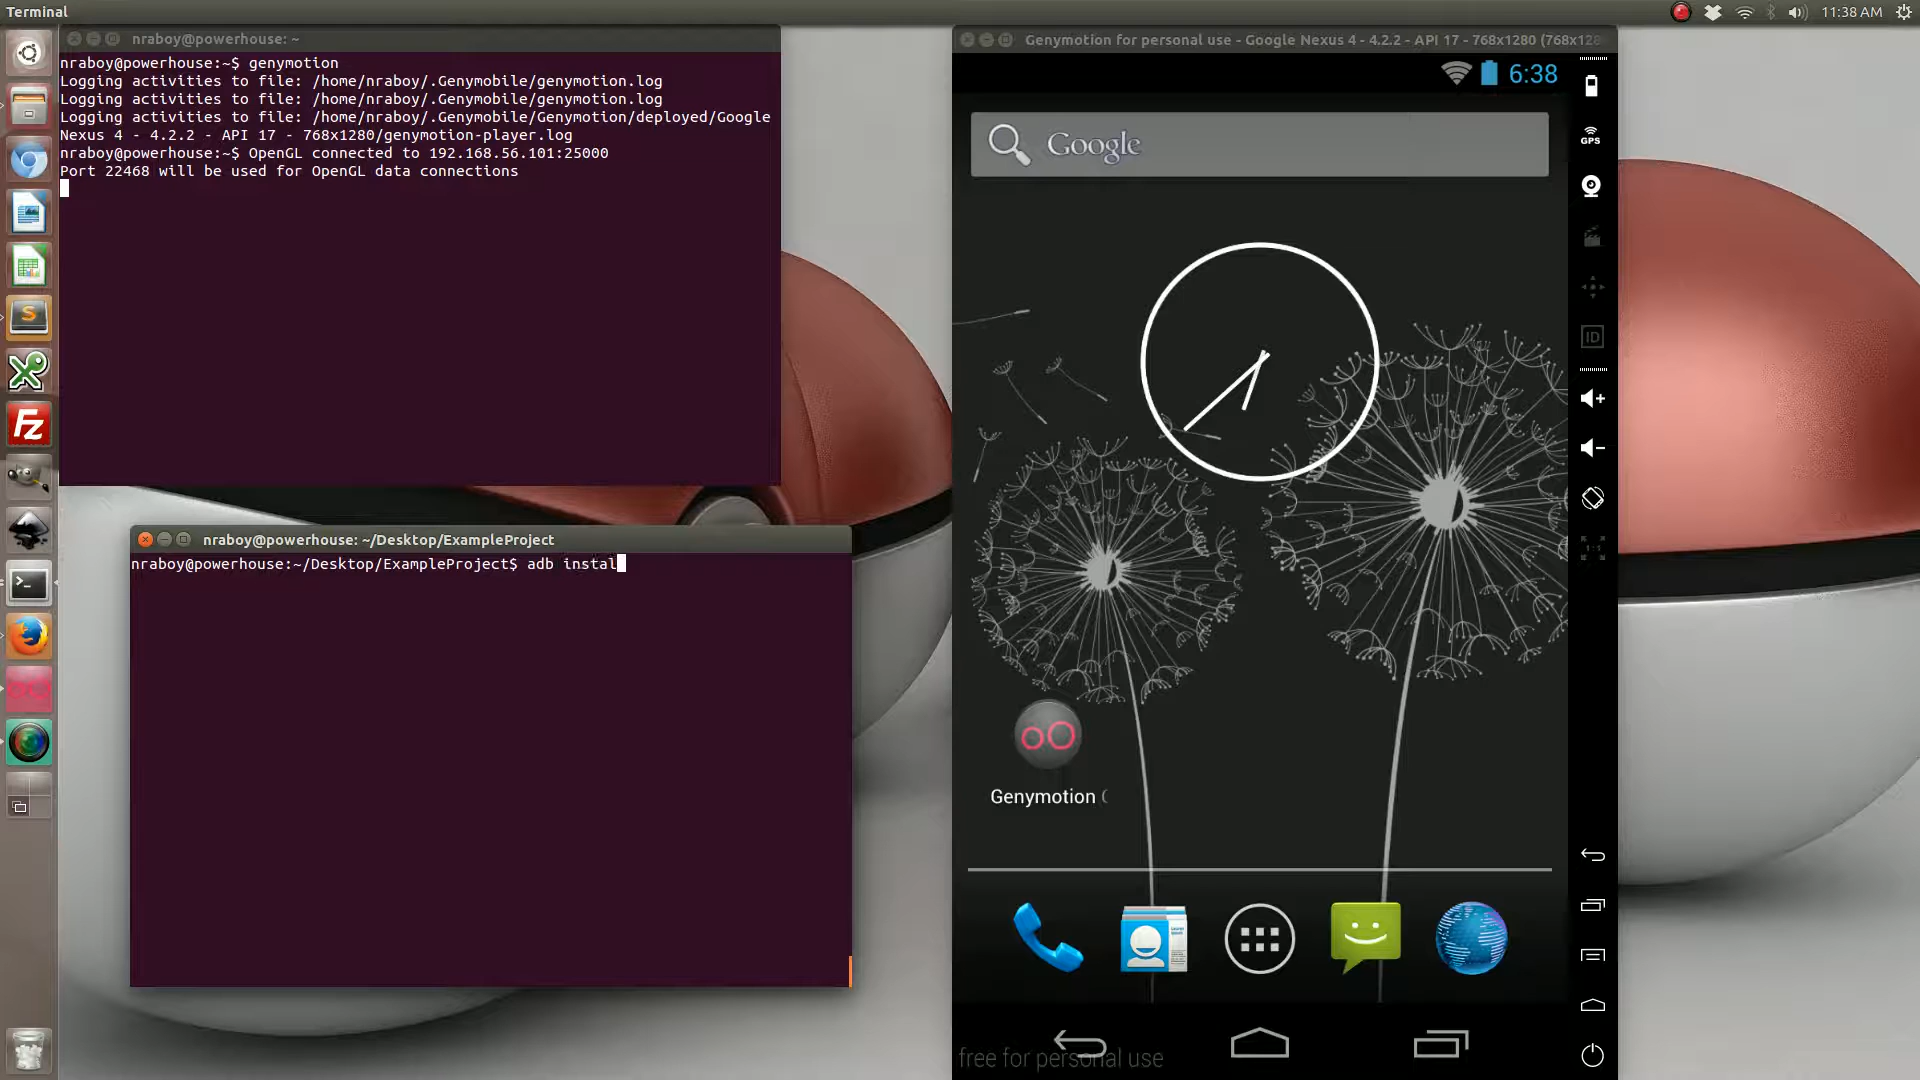 Terminal
11:38 AM
nraboy@powerhouse: ~
nraboy@powerhouse:~$ genymotion
Logging activities to file: /home/nraboy/.Genymobile/genymotion.log
Logging activities to file: /home/nraboy/.Genymobile/genymotion.log
Logging activities to file: /home/nraboy/.Genymobile/Genymotion/deployed/Google
Nexus 4 - 4.2.2 - API 17 - 768x1280/genymotion-player.log
nraboy@powerhouse:~$ OpenGL connected to 192.168.56.101:25000
Port 22468 will be used for OpenGL data connections
nraboy@powerhouse: ~/Desktop/ExampleProject
nraboy@powerhouse:~/Desktop/ExampleProject$ adb instal
Genymotion for personal use - Google Nexus 4 - 4.2.2 - API 17 - 768x1280 (768x128
6:38
Google
GPS
ID
1:1
Genymotion
free for personal use